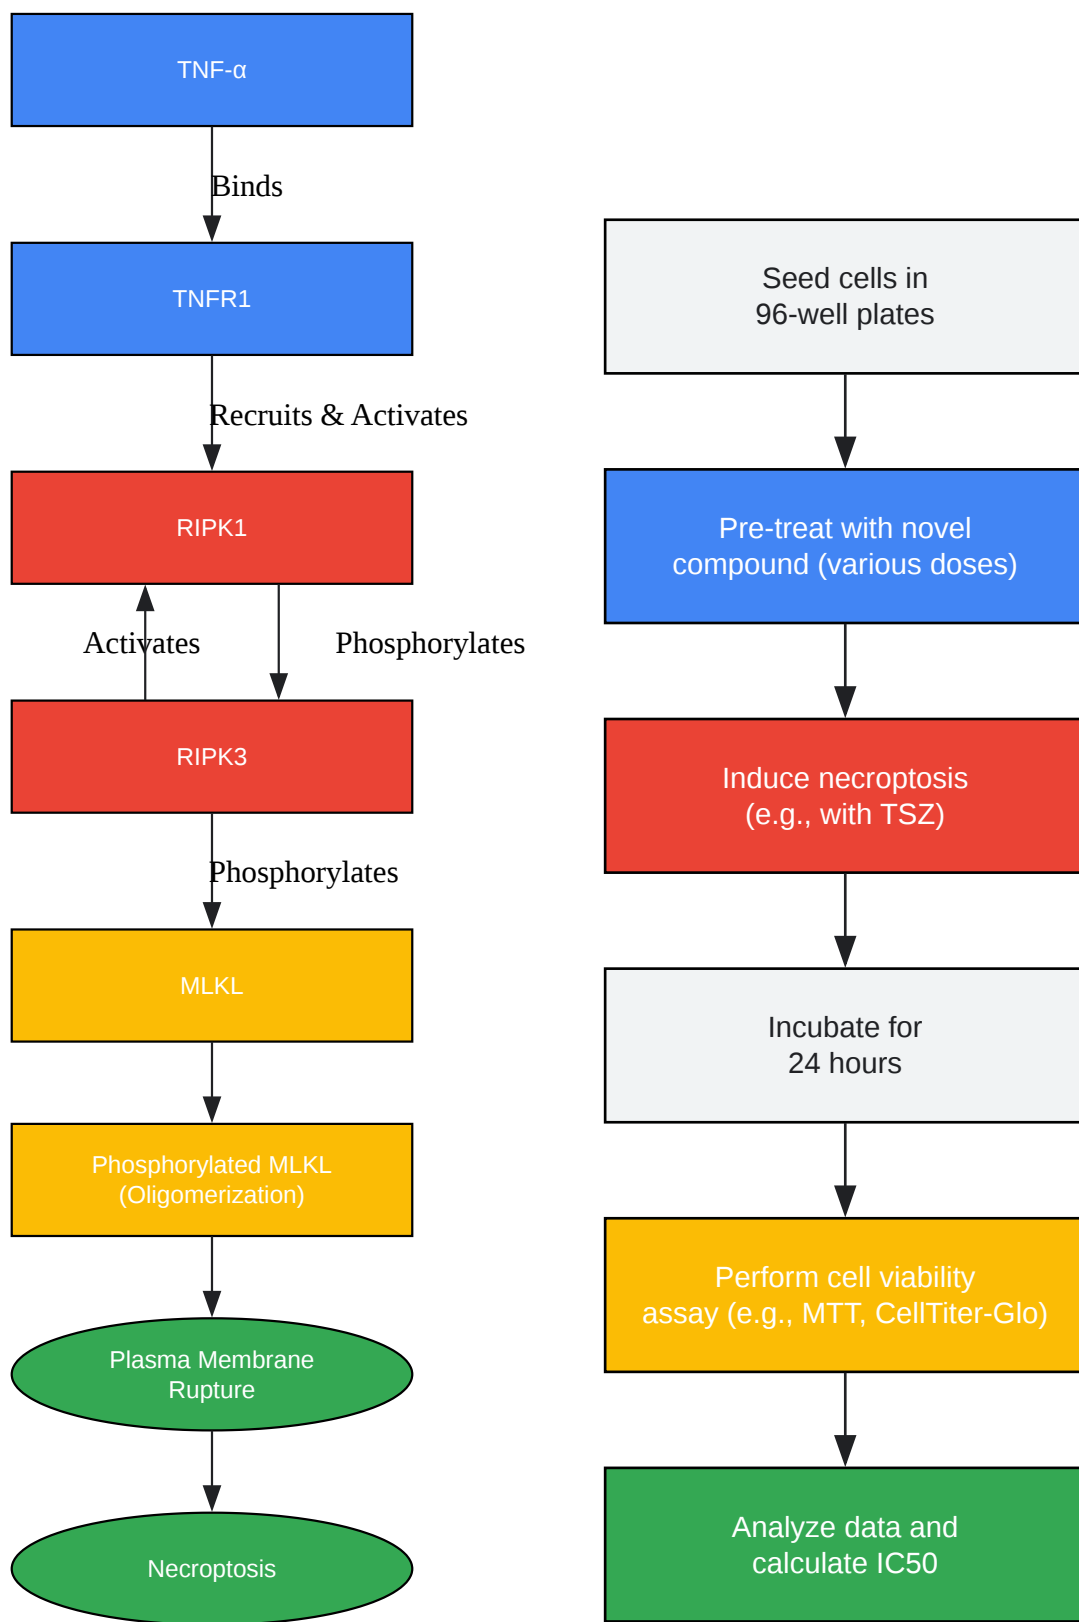 TNF-α
Binds
TNFR1
Recruits & Activates
RIPK1
Activates
Phosphorylates
RIPK3
Phosphorylates
MLKL
Phosphorylated MLKL
(Oligomerization)
Plasma Membrane
Rupture
Necroptosis
Seed cells in
96-well plates
Pre-treat with novel
compound (various doses)
Induce necroptosis
(e.g., with TSZ)
Incubate for
24 hours
Perform cell viability
assay (e.g., MTT, CellTiter-Glo)
Analyze data and
calculate IC50